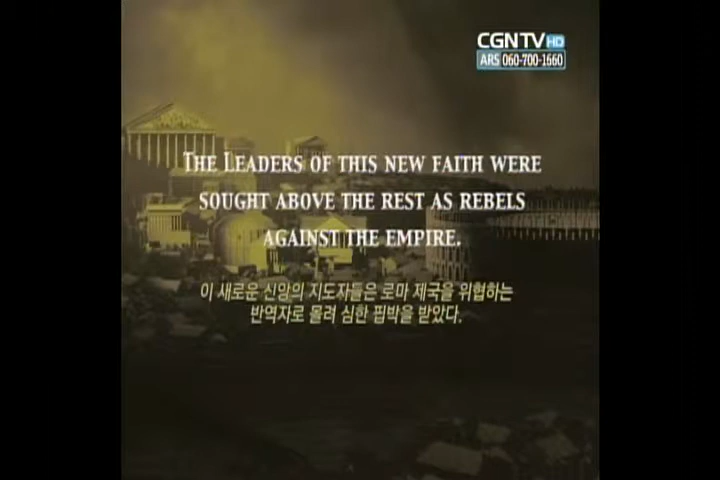 CGNTV HD
ARS 060-700-1660
THE LEADERS OF THIS NEW FAITH WERE
SOUGHT ABOVE THE REST AS REBELS
AGAINST THE EMPIRE.
이 새로운 신앙의 지도자들은 로마 제국을 위협하는
반역자로 몰려 심한 핍박을 받았다.